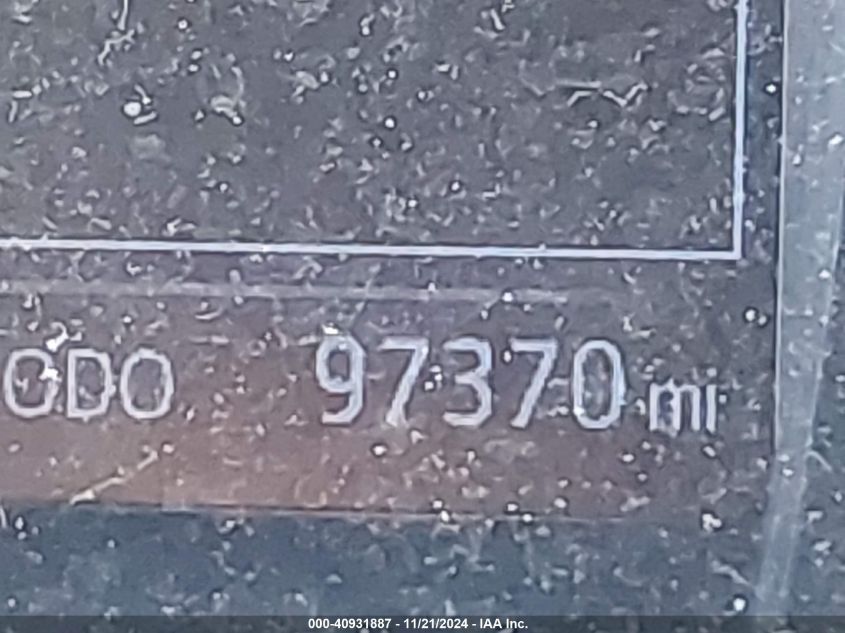 ODO 97370 mi
000-40931887 - 11/21/2024 - IAA Inc.